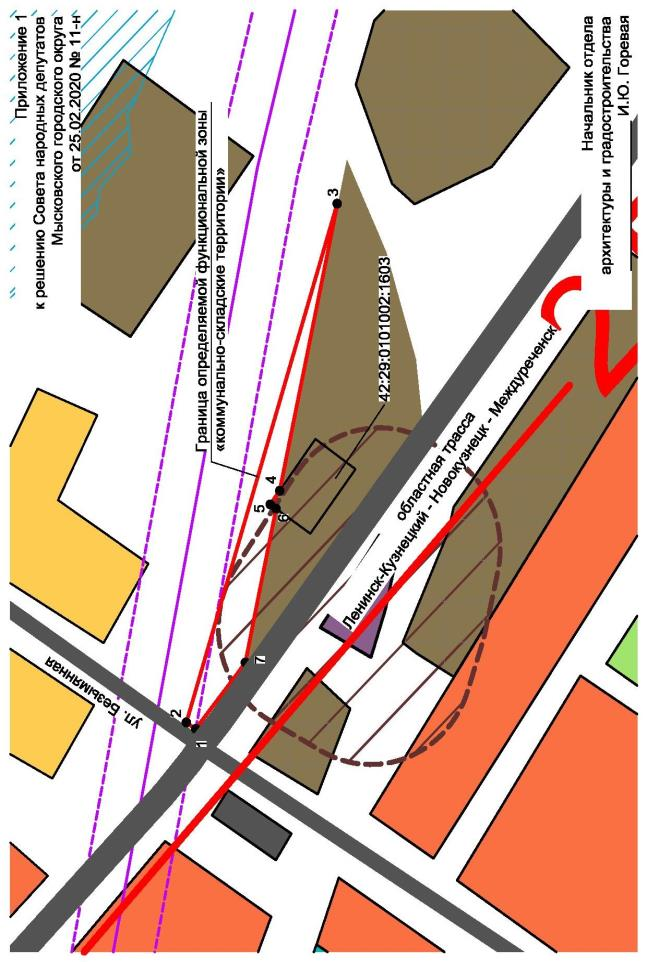 Приложение 1
к решению Совета народных депутатов
Мысковского городского округа
от 25.02.2020 № 11-н
Граница определяемой функциональной зоны
«коммунально-складские территории»
3
42:29:0101002:1603
4
5
6
7
2
1
ул. Безымянная
областная трасса
Ленинск-Кузнецкий - Новокузнецк - Междуреченск
Начальник отдела
архитектуры и градостроительства
И.Ю. Горевая